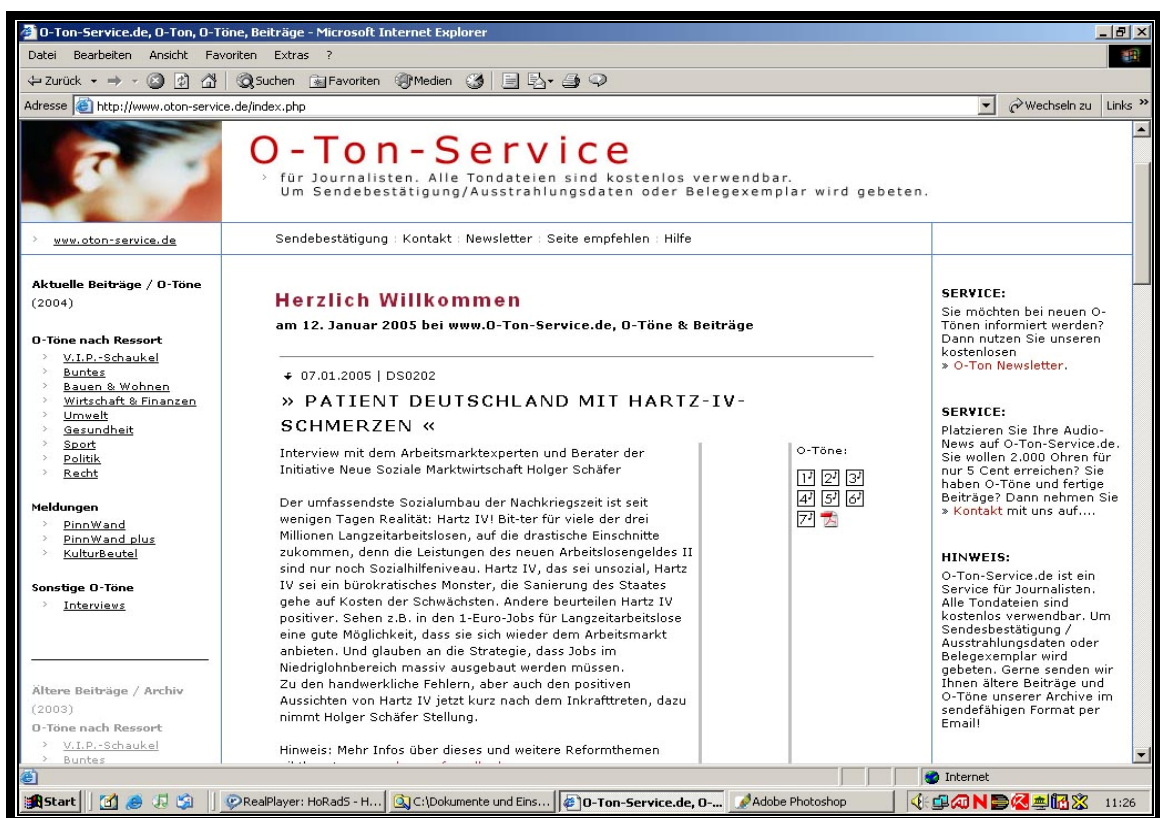 O-Ton-Service.de, O-Ton, O-Töne, Beiträge - Microsoft Internet Explorer
Datei Bearbeiten Ansicht Favoriten Extras ?
Zurück Suchen Favoriten Medien
Adresse http://www.oton-service.de/index.php Wechseln zu Links »
O-Ton-Service
› für Journalisten. Alle Tondateien sind kostenlos verwendbar.
Um Sendebestätigung/Ausstrahlungsdaten oder Belegexemplar wird gebeten.
› www.oton-service.de
Sendebestätigung : Kontakt : Newsletter : Seite empfehlen : Hilfe
Aktuelle Beiträge / O-Töne
(2004)
O-Töne nach Ressort
› V.I.P.-Schaukel
› Buntes
› Bauen & Wohnen
› Wirtschaft & Finanzen
› Umwelt
› Gesundheit
› Sport
› Politik
› Recht
Meldungen
› PinnWand
› PinnWand plus
› KulturBeutel
Sonstige O-Töne
› Interviews
Ältere Beiträge / Archiv
(2003)
O-Töne nach Ressort
› V.I.P.-Schaukel
› Buntes
Herzlich Willkommen
am 12. Januar 2005 bei www.O-Ton-Service.de, O-Töne & Beiträge
07.01.2005 | DS0202
» PATIENT DEUTSCHLAND MIT HARTZ-IV-
SCHMERZEN «
Interview mit dem Arbeitsmarktexperten und Berater der
Initiative Neue Soziale Marktwirtschaft Holger Schäfer
Der umfassendste Sozialumbau der Nachkriegszeit ist seit
wenigen Tagen Realität: Hartz IV! Bit-ter für viele der drei
Millionen Langzeitarbeitslosen, auf die drastische Einschnitte
zukommen, denn die Leistungen des neuen Arbeitslosengeldes II
sind nur noch Sozialhilfeniveau. Hartz IV, das sei unsozial, Hartz
IV sei ein bürokratisches Monster, die Sanierung des Staates
gehe auf Kosten der Schwächsten. Andere beurteilen Hartz IV
positiver. Sehen z.B. in den 1-Euro-Jobs für Langzeitarbeitslose
eine gute Möglichkeit, dass sie sich wieder dem Arbeitsmarkt
anbieten. Und glauben an die Strategie, dass Jobs im
Niedriglohnbereich massiv ausgebaut werden müssen.
Zu den handwerkliche Fehlern, aber auch den positiven
Aussichten von Hartz IV jetzt kurz nach dem Inkrafttreten, dazu
nimmt Holger Schäfer Stellung.
Hinweis: Mehr Infos über dieses und weitere Reformthemen
O-Töne:
1 2 3
4 5 6
7
SERVICE:
Sie möchten bei neuen O-
Tönen informiert werden?
Dann nutzen Sie unseren
kostenlosen
» O-Ton Newsletter.
SERVICE:
Platzieren Sie Ihre Audio-
News auf O-Ton-Service.de.
Sie wollen 2.000 Ohren für
nur 5 Cent erreichen? Sie
haben O-Töne und fertige
Beiträge? Dann nehmen Sie
» Kontakt mit uns auf....
HINWEIS:
O-Ton-Service.de ist ein
Service für Journalisten.
Alle Tondateien sind
kostenlos verwendbar. Um
Sendesbestätigung /
Ausstrahlungsdaten oder
Belegexemplar wird
gebeten. Gerne senden wir
Ihnen ältere Beiträge und
O-Töne unserer Archive im
sendefähigen Format per
Email!
Internet
Start RealPlayer: HoRadS - H... C:\Dokumente und Eins... O-Ton-Service.de, O-... Adobe Photoshop 11:26